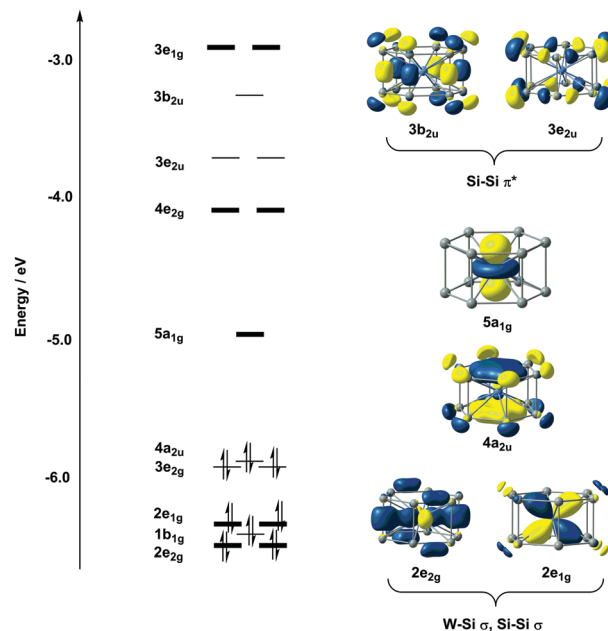 Energy / eV
-3.0
-4.0
-5.0
-6.0
3e1g
3b2u
3e2u
4e2g
5a1g
4a2u
3e2g
2e1g
1b1g
2e2g
3b2u
3e2u
Si-Si π*
5a1g
4a2u
2e2g
2e1g
W-Si σ, Si-Si σ